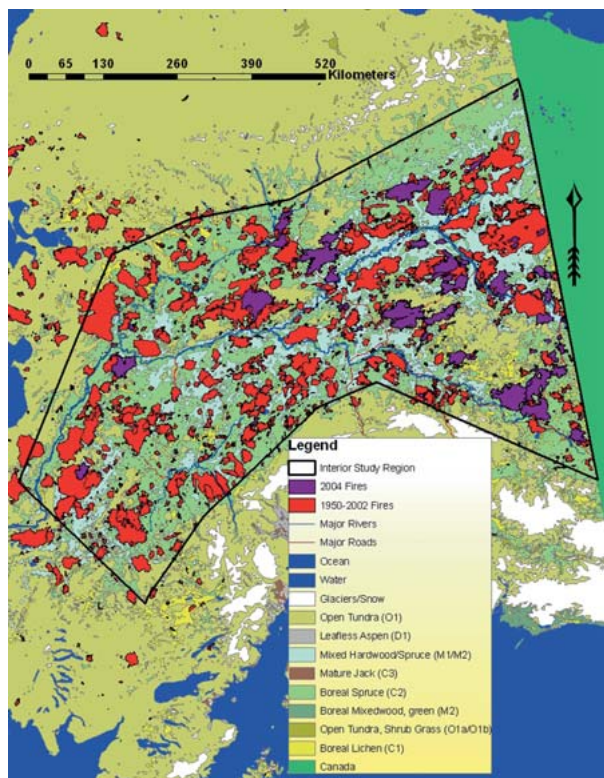 0 65 130 260 390 520
Kilometers
Legend
Interior Study Region
2004 Fires
1950-2002 Fires
Major Rivers
Major Roads
Ocean
Water
Glaciers/Snow
Open Tundra (O1)
Leafless Aspen (D1)
Mixed Hardwood/Spruce (M1/M2)
Mature Jack (C3)
Boreal Spruce (C2)
Boreal Mixedwood, green (M2)
Open Tundra, Shrub Grass (O1a/O1b)
Boreal Lichen (C1)
Canada